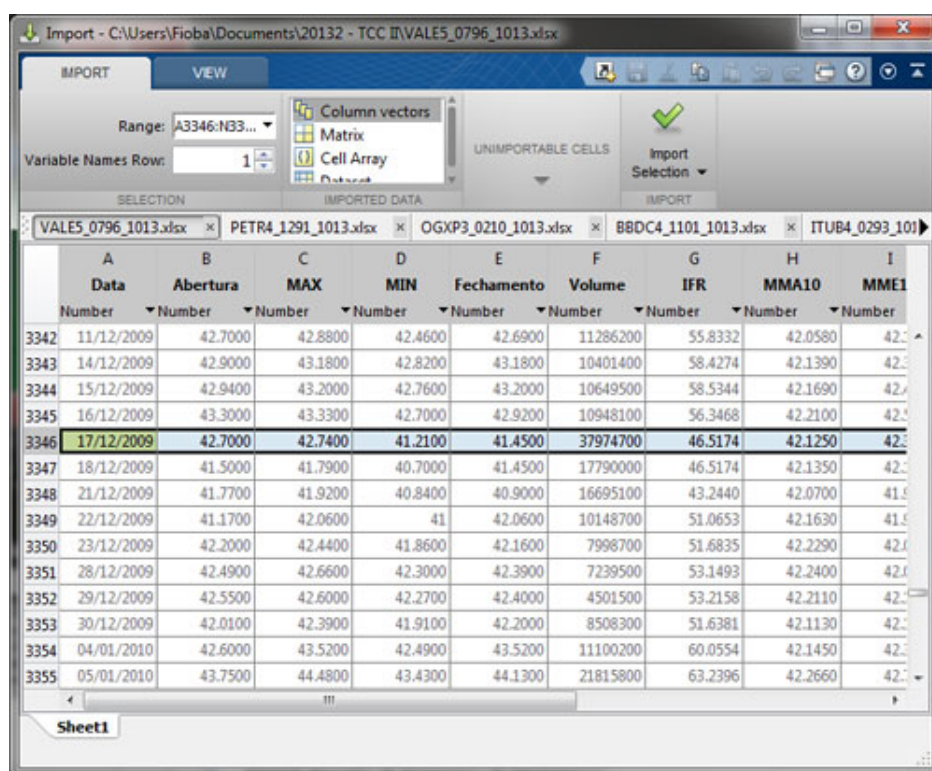 Import - C:\Users\Fioba\Documents\20132 - TCC II\VALE5_0796_1013.xlsx
IMPORT VIEW
Range: A3346:N33...
Variable Names Row: 1
Column vectors
Matrix
Cell Array
Dataset
UNIMPORTABLE CELLS
Import Selection
SELECTION IMPORTED DATA IMPORT
VALE5_0796_1013.xlsx PETR4_1291_1013.xlsx OGXP3_0210_1013.xlsx BBDC4_1101_1013.xlsx ITUB4_0293_101
A B C D E F G H I
Data Abertura MAX MIN Fechamento Volume IFR MMA10 MME1
Number Number Number Number Number Number Number Number Number
3342 11/12/2009 42.7000 42.8800 42.4600 42.6900 11286200 55.8332 42.0580 42.
3343 14/12/2009 42.9000 43.1800 42.8200 43.1800 10401400 58.4274 42.1390 42.
3344 15/12/2009 42.9400 43.2000 42.7600 43.2000 10649500 58.5344 42.1690 42.
3345 16/12/2009 43.3000 43.3300 42.7000 42.9200 10948100 56.3468 42.2100 42.
3346 17/12/2009 42.7000 42.7400 41.2100 41.4500 37974700 46.5174 42.1250 42.
3347 18/12/2009 41.5000 41.7900 40.7000 41.4500 17790000 46.5174 42.1350 42.
3348 21/12/2009 41.7700 41.9200 40.8400 40.9000 16695100 43.2440 42.0700 41.
3349 22/12/2009 41.1700 42.0600 41 42.0600 10148700 51.0653 42.1630 41.
3350 23/12/2009 42.2000 42.4400 41.8600 42.1600 7998700 51.6835 42.2290 42.
3351 28/12/2009 42.4900 42.6600 42.3000 42.3900 7239500 53.1493 42.2400 42.
3352 29/12/2009 42.5500 42.6000 42.2700 42.4000 4501500 53.2158 42.2110 42.
3353 30/12/2009 42.0100 42.3900 41.9100 42.2000 8508300 51.6381 42.1130 42.
3354 04/01/2010 42.6000 43.5200 42.4900 43.5200 11100200 60.0554 42.1450 42.
3355 05/01/2010 43.7500 44.4800 43.4300 44.1300 21815800 63.2396 42.2660 42.
Sheet1